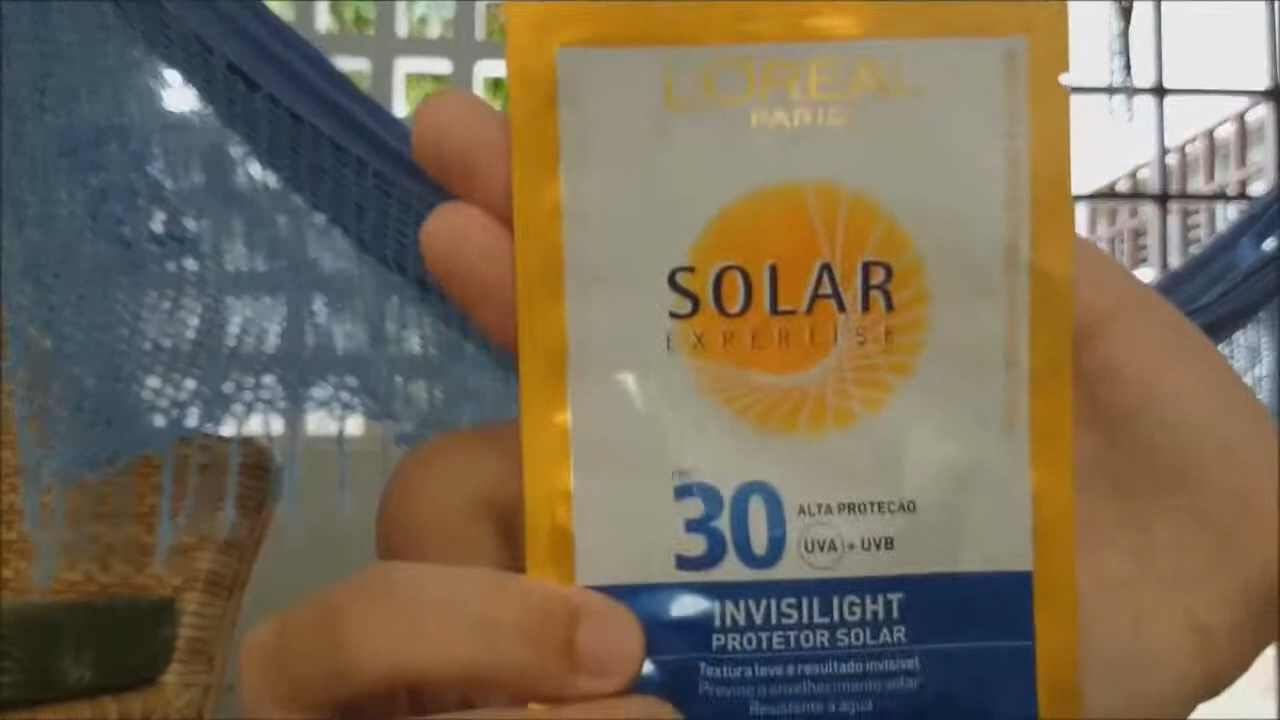 L'ORÉAL
PARIS
SOLAR
EXPERTISE
30
ALTA PROTEÇÃO
UVA + UVB
INVISILIGHT
PROTETOR SOLAR
Textura leve e resultado invisível
Previne o envelhecimento solar
Resistente à água